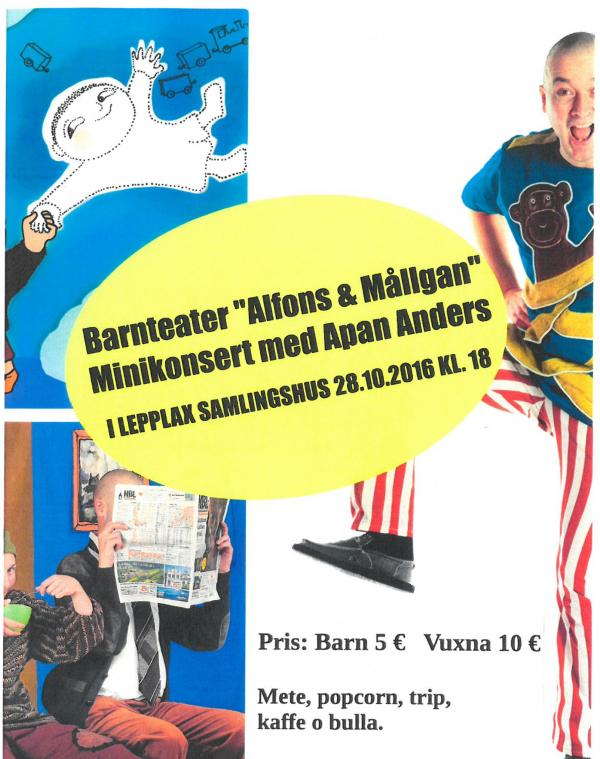 Barnteater "Alfons & Mållgan"
Minikonsert med Apan Anders
I LEPPLAX SAMLINGSHUS 28.10.2016 KL. 18
NBL
Pris: Barn 5 € Vuxna 10 €
Mete, popcorn, trip,
kaffe o bulla.